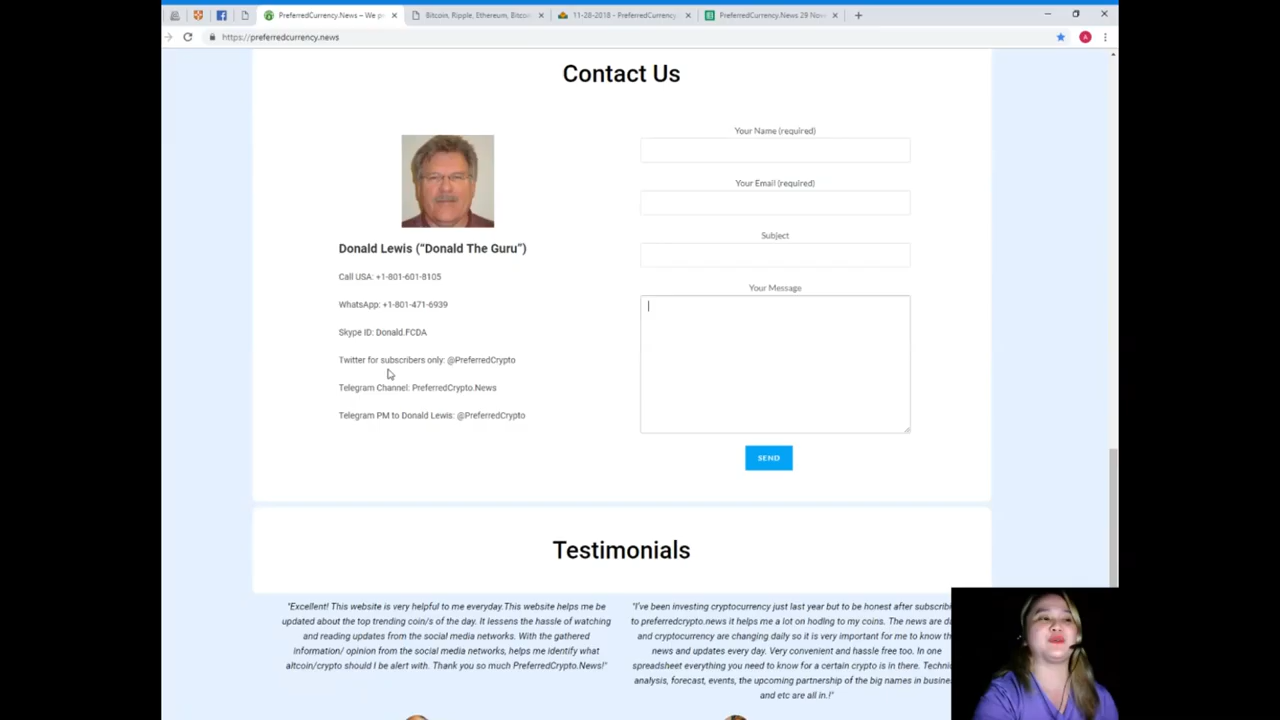 PreferredCurrency.News – We p
Bitcoin, Ripple, Ethereum, Bitcoi
11-28-2018 - PreferredCurrency
PreferredCurrency.News 29 Nov
A
https://preferredcurrency.news
Contact Us
Donald Lewis (“Donald The Guru”)
Call USA: +1-801-601-8105
WhatsApp: +1-801-471-6939
Skype ID: Donald.FCDA
Twitter for subscribers only: @PreferredCrypto
Telegram Channel: PreferredCrypto.News
Telegram PM to Donald Lewis: @PreferredCrypto
Your Name (required)
Your Email (required)
Subject
Your Message
SEND
Testimonials
"Excellent! This website is very helpful to me everyday.This website helps me be
updated about the top trending coin/s of the day. It lessens the hassle of watching
and reading updates from the social media networks. With the gathered
information/ opinion from the social media networks, helps me identify what
altcoin/crypto should I be alert with. Thank you so much PreferredCrypto.News!"
"I've been investing cryptocurrency just last year but to be honest after subscribi
to preferredcrypto.news it helps me a lot on hodlng to my coins. The news are da
and cryptocurrency are changing daily so it is very important for me to know th
news and updates every day. Very convenient and hassle free too. In one
spreadsheet everything you need to know for a certain crypto is in there. Techni
analysis, forecast, events, the upcoming partnership of the big names in busine
and etc are all in.!"